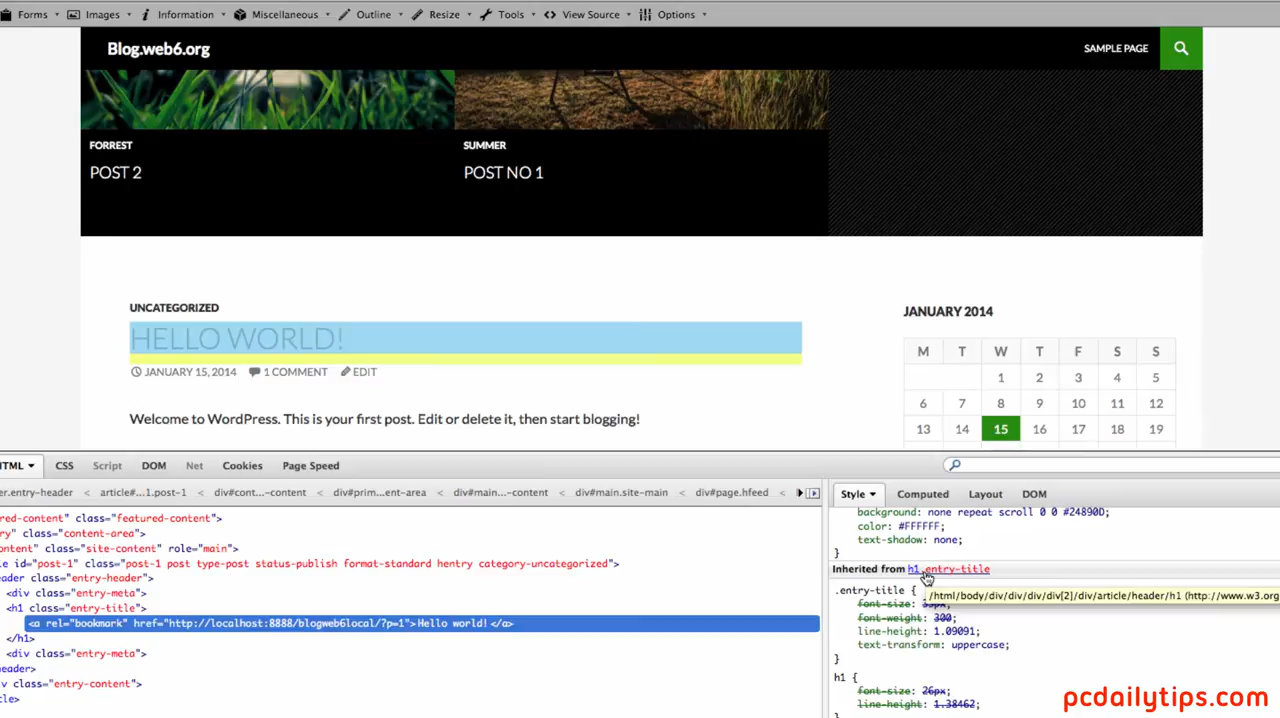 Forms Images Information Miscellaneous Outline Resize Tools View Source Options
Blog.web6.org
SAMPLE PAGE
FORREST
SUMMER
POST 2
POST NO 1
UNCATEGORIZED
HELLO WORLD!
JANUARY 15, 2014 1 COMMENT EDIT
Welcome to WordPress. This is your first post. Edit or delete it, then start blogging!
JANUARY 2014
M T W T F S S
1 2 3 4 5
6 7 8 9 10 11 12
13 14 15 16 17 18 19
HTML CSS Script DOM Net Cookies Page Speed
er.entry-header < article#...1.post-1 < div#cont...-content < div#prim...ent-area < div#main...-content < div#main.site-main < div#page.hfeed <
ured-content" class="featured-content">
ry" class="content-area">
ontent" class="site-content" role="main">
le id="post-1" class="post-1 post type-post status-publish format-standard hentry category-uncategorized">
eader class="entry-header">
<div class="entry-meta">
<h1 class="entry-title">
<a rel="bookmark" href="http://localhost:8888/blogweb6local/?p=1">Hello world!</a>
</h1>
<div class="entry-meta">
eader>
v class="entry-content">
cle>
Style Computed Layout DOM
background: none repeat scroll 0 0 #24890D;
color: #FFFFFF;
text-shadow: none;
}
Inherited from h1.entry-title
/html/body/div/div/div/div[2]/div/article/header/h1 (http://www.w3.org
.entry-title {
font-size: 33px;
font-weight: 300;
line-height: 1.09091;
text-transform: uppercase;
}
h1 {
font-size: 26px;
line-height: 1.38462;
}
pcdailytips.com